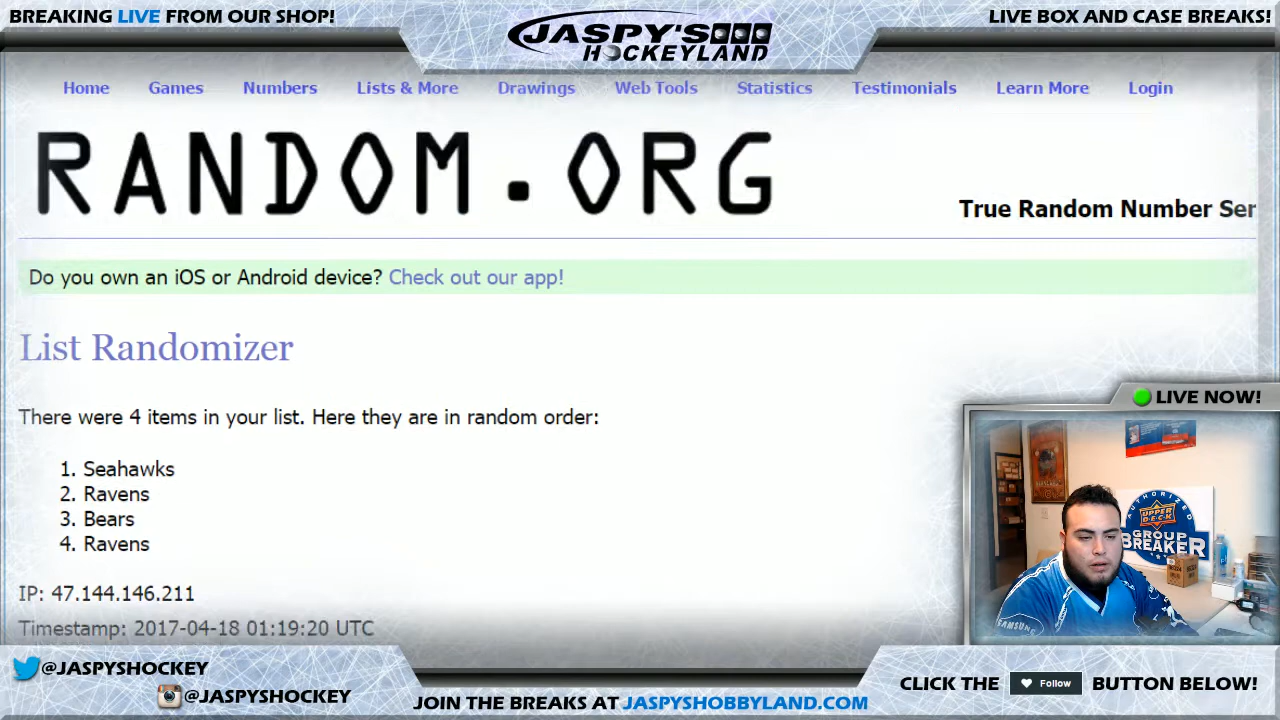 BREAKING LIVE FROM OUR SHOP!
JASPY'S
HOCKEYLAND
LIVE BOX AND CASE BREAKS!
Home Games Numbers Lists & More Drawings Web Tools Statistics Testimonials Learn More Login
RANDOM.ORG
True Random Number Ser
Do you own an iOS or Android device? Check out our app!
List Randomizer
There were 4 items in your list. Here they are in random order:
1. Seahawks
2. Ravens
3. Bears
4. Ravens
IP: 47.144.146.211
Timestamp: 2017-04-18 01:19:20 UTC
LIVE NOW!
AUTHORIZED
UPPER DECK
GROUP
BREAKER
SAMSUNG
@JASPYSHOCKEY
@JASPYSHOCKEY
JOIN THE BREAKS AT JASPYSHOBBYLAND.COM
CLICK THE Follow BUTTON BELOW!